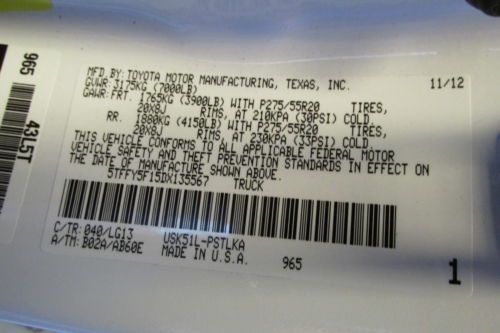 MFD.BY: TOYOTA MOTOR MANUFACTURING, TEXAS, INC. 11/12
GVWR: 3175KG (7000LB)
GAWR: FRT. 1765KG (3900LB) WITH P275/55R20 TIRES,
20X8J RIMS, AT 210KPA (30PSI) COLD
RR. 1880KG (4150LB) WITH P275/55R20 TIRES,
20X8J RIMS, AT 230KPA (33PSI) COLD.
THIS VEHICLE CONFORMS TO ALL APPLICABLE FEDERAL MOTOR
VEHICLE SAFETY, AND THEFT PREVENTION STANDARDS IN EFFECT ON
THE DATE OF MANUFACTURE SHOWN ABOVE.
5TFFY5F15DX135567 TRUCK
C/TR: 040/LG13 USK51L-PSTLKA
A/TM: B02A/AB60E MADE IN U.S.A. 965
1
965 43L5T